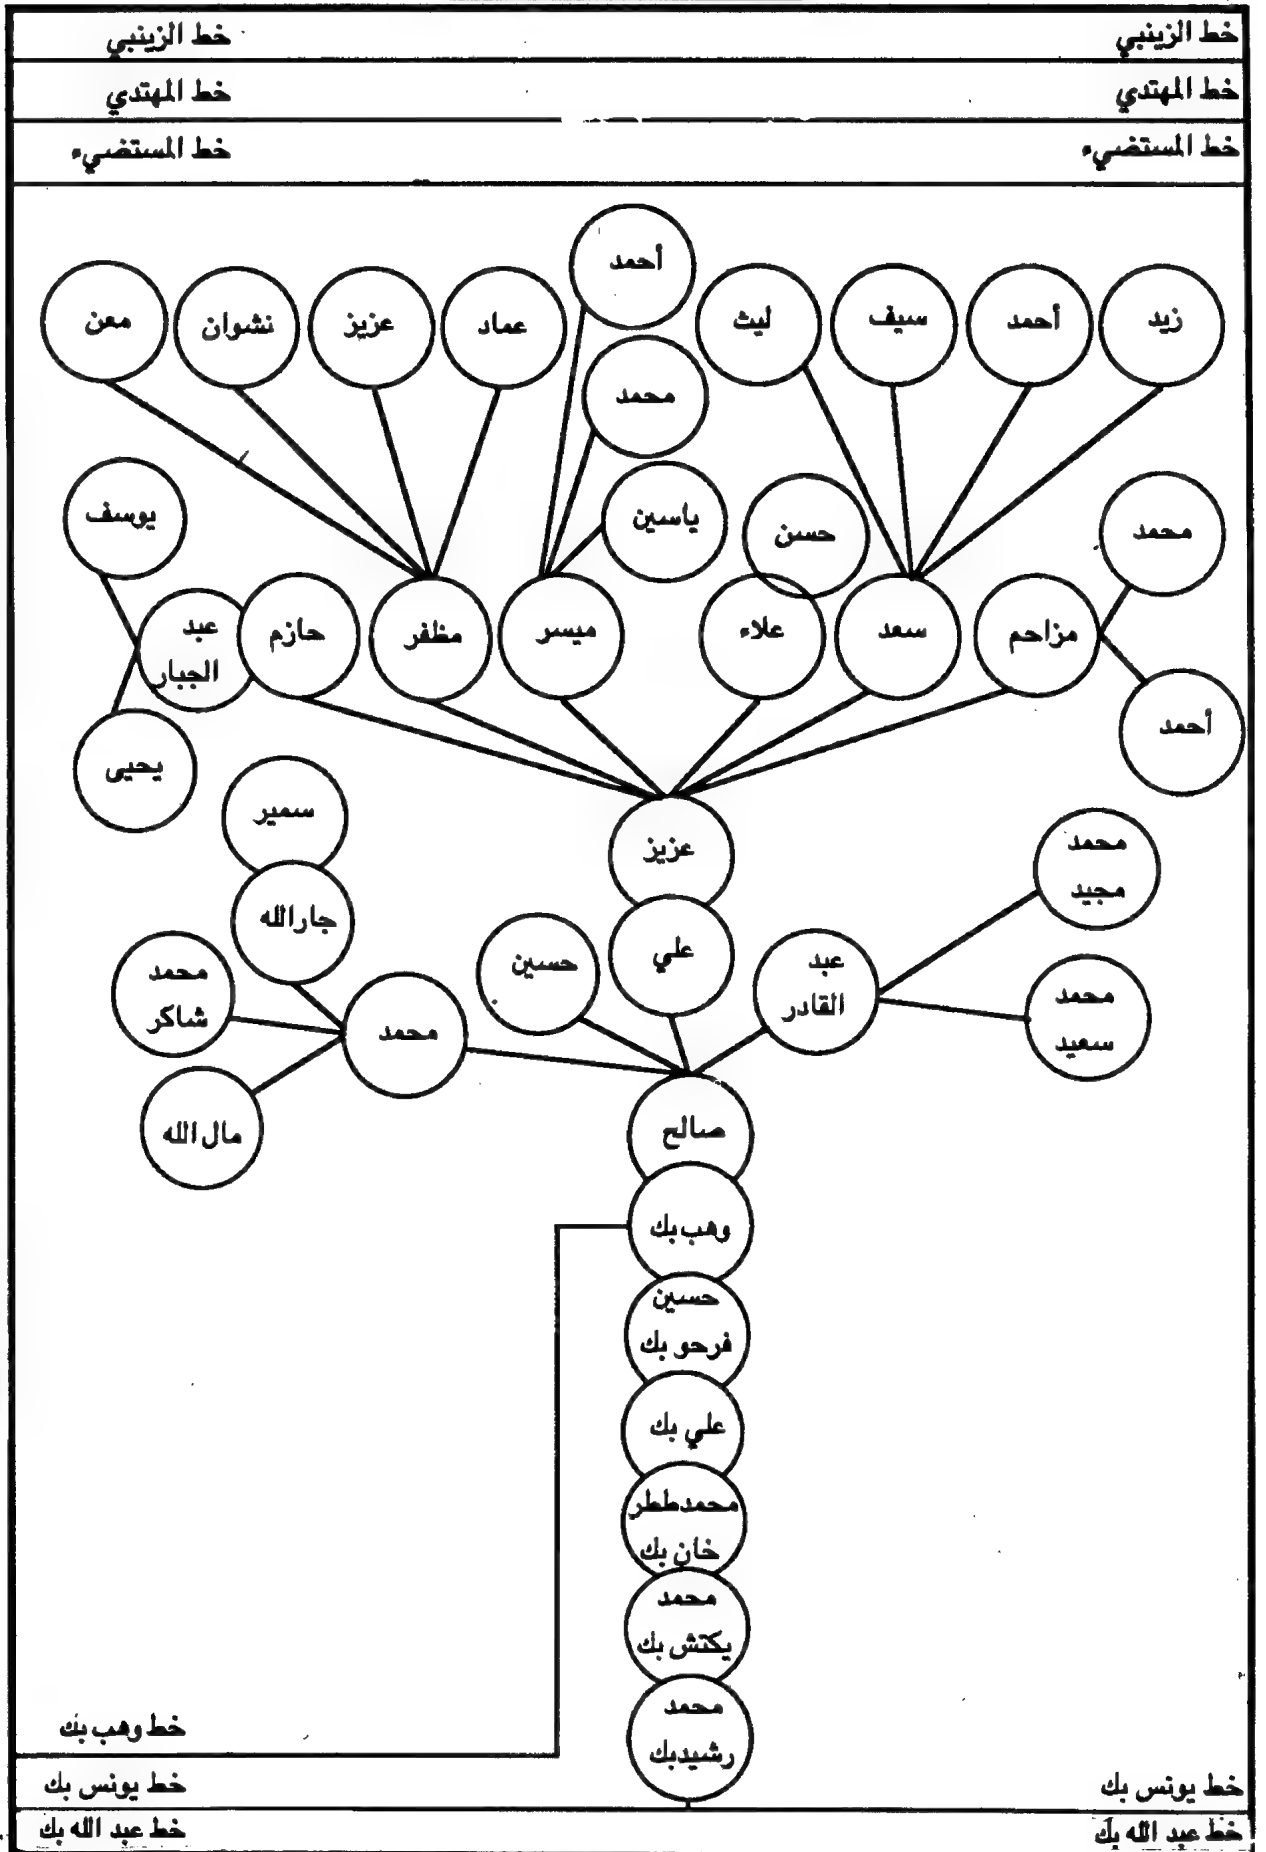 خط الزينبي
خط الزينبي
خط المهتدي
خط المهتدي
خط المستضيء
خط المستضيء
أحمد
زيد
أحمد
سيف
ليث
عماد
عزيز
نشوان
معن
محمد
محمد
حسن
ياسين
يوسف
مزاحم
سعد
علاء
ميسر
مظفر
حازم
عبد
الجبار
أحمد
يحيى
سمير
عزيز
محمد
مجيد
جارالله
علي
حسين
عبد
القادر
محمد
سعيد
محمد
محمد
شاكر
مال الله
صالح
وهب بك
حسين
فرحو بك
علي بك
محمدططر
خان بك
محمد
يكتش بك
محمد
رشيدبك
خط وهب بك
خط يونس بك
خط يونس بك
خط عبد الله بك
خط عبد الله بك